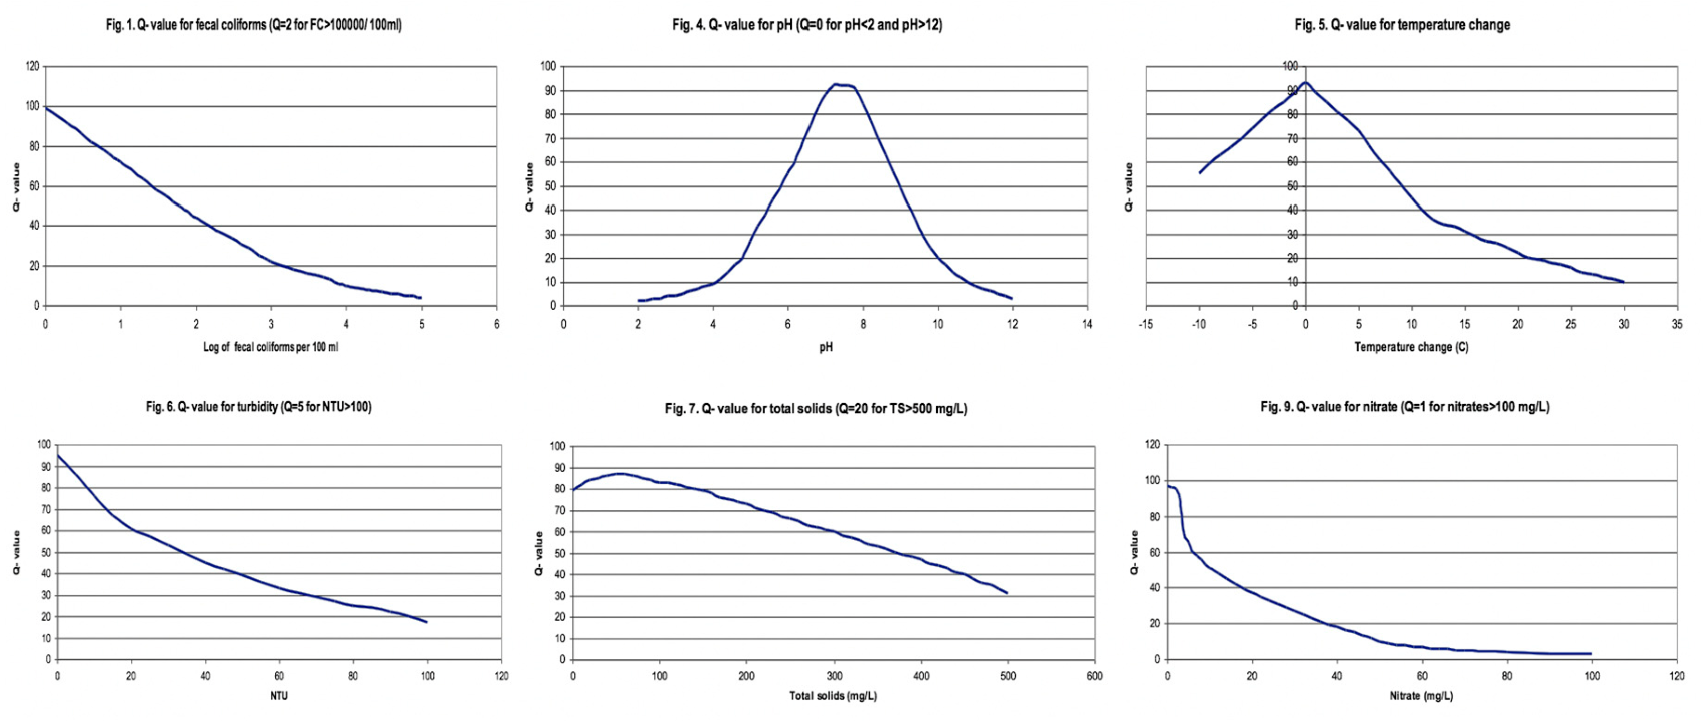 Fig. 1. Q- value for fecal coliforms (Q=2 for FC>100000/ 100ml)
120
100
80
60
40
20
0
Q- value
0 1 2 3 4 5 6
Log of fecal coliforms per 100 ml
Fig. 4. Q- value for pH (Q=0 for pH<2 and pH>12)
100
90
80
70
60
50
40
30
20
10
0
Q- value
0 2 4 6 8 10 12 14
pH
Fig. 5. Q- value for temperature change
100
90
80
70
60
50
40
30
20
10
0
Q- value
-15 -10 -5 0 5 10 15 20 25 30 35
Temperature change (C)
Fig. 6. Q- value for turbidity (Q=5 for NTU>100)
100
90
80
70
60
50
40
30
20
10
0
Q- value
0 20 40 60 80 100 120
NTU
Fig. 7. Q- value for total solids (Q=20 for TS>500 mg/L)
100
90
80
70
60
50
40
30
20
10
0
Q- value
0 100 200 300 400 500 600
Total solids (mg/L)
Fig. 9. Q- value for nitrate (Q=1 for nitrates>100 mg/L)
120
100
80
60
40
20
0
Q- value
0 20 40 60 80 100 120
Nitrate (mg/L)